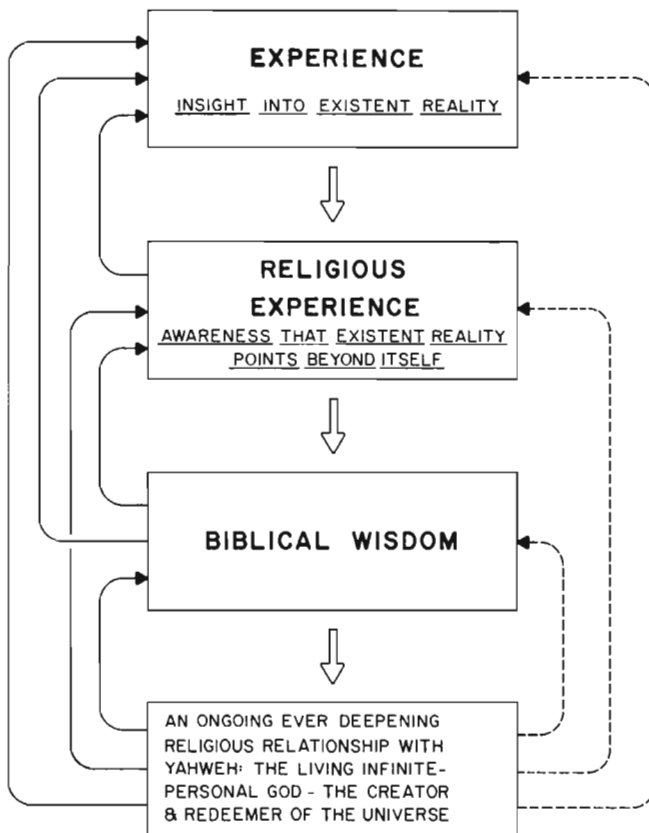 EXPERIENCE
INSIGHT INTO EXISTENT REALITY
RELIGIOUS
EXPERIENCE
AWARENESS THAT EXISTENT REALITY
POINTS BEYOND ITSELF
BIBLICAL WISDOM
AN ONGOING EVER DEEPENING
RELIGIOUS RELATIONSHIP WITH
YAHWEH: THE LIVING INFINITE-
PERSONAL GOD - THE CREATOR
& REDEEMER OF THE UNIVERSE